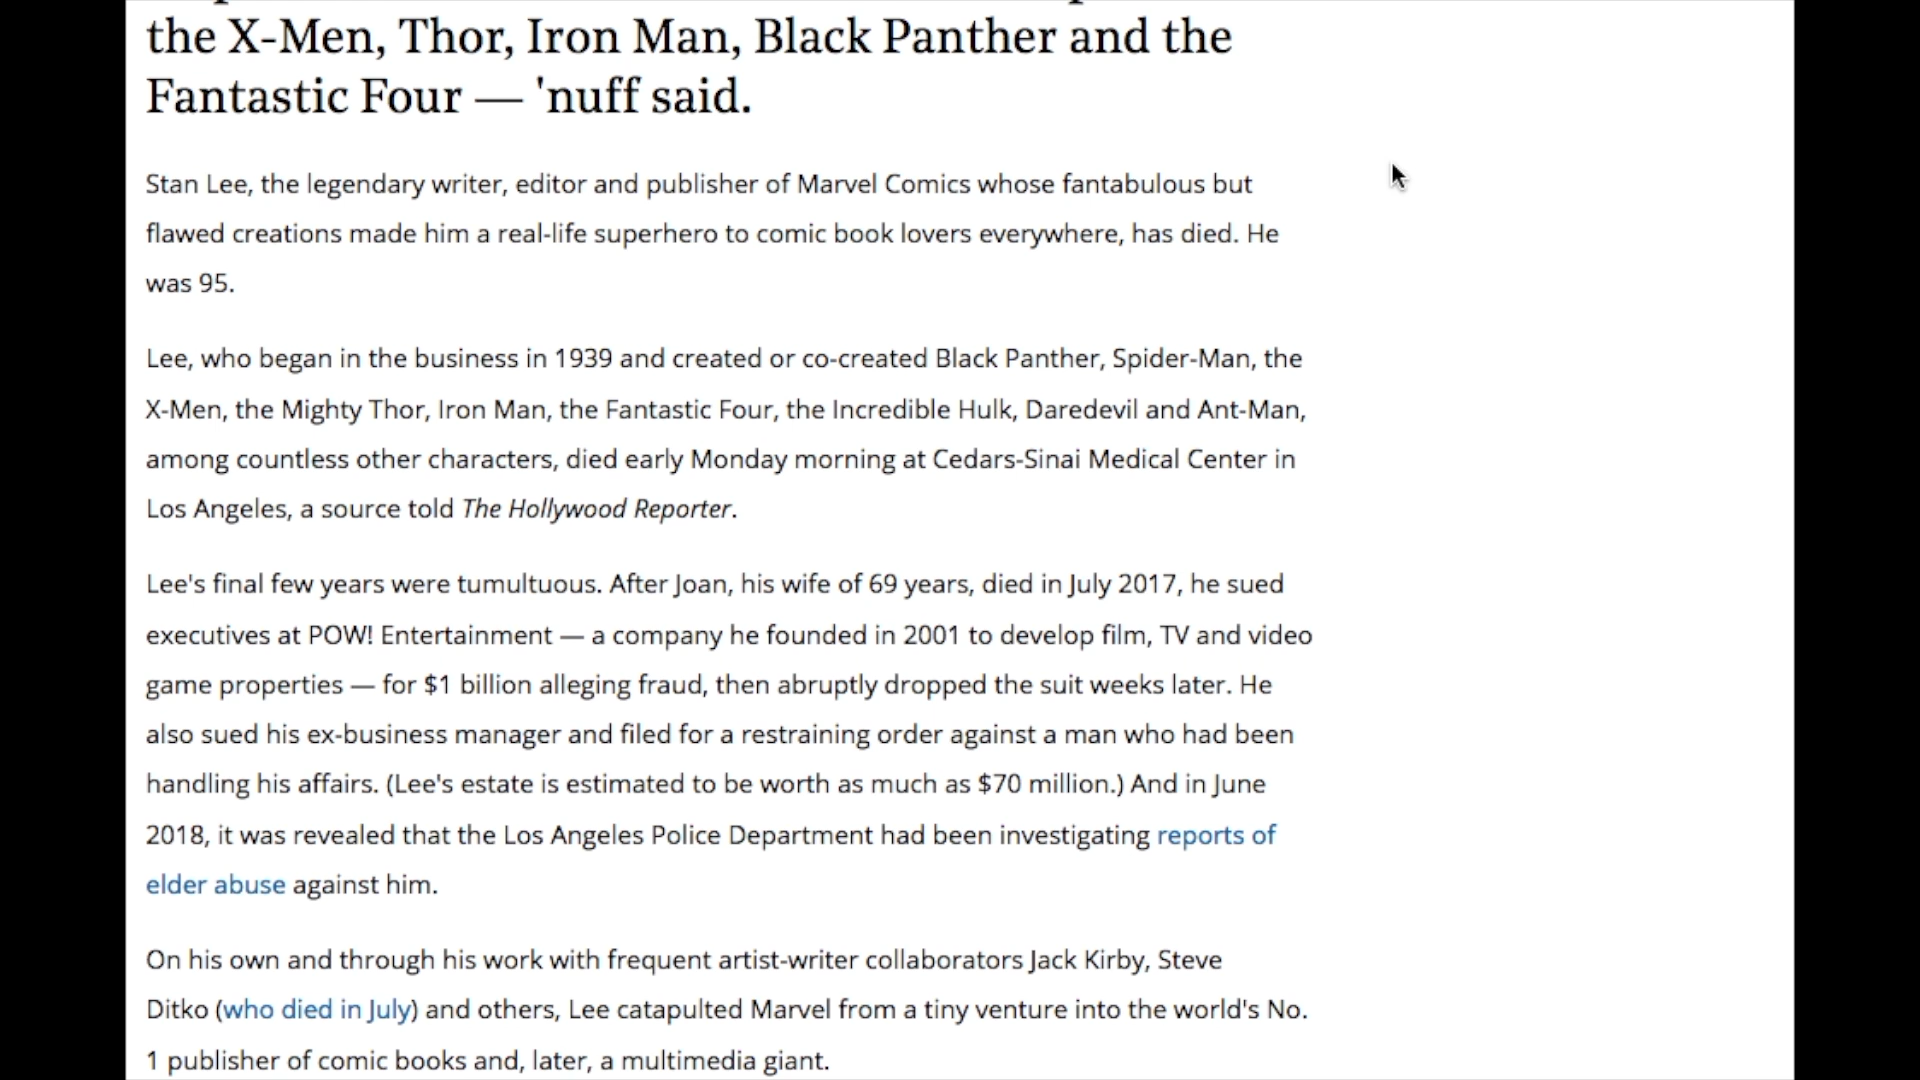 the X-Men, Thor, Iron Man, Black Panther and the
Fantastic Four — 'nuff said.
Stan Lee, the legendary writer, editor and publisher of Marvel Comics whose fantabulous but
flawed creations made him a real-life superhero to comic book lovers everywhere, has died. He
was 95.
Lee, who began in the business in 1939 and created or co-created Black Panther, Spider-Man, the
X-Men, the Mighty Thor, Iron Man, the Fantastic Four, the Incredible Hulk, Daredevil and Ant-Man,
among countless other characters, died early Monday morning at Cedars-Sinai Medical Center in
Los Angeles, a source told The Hollywood Reporter.
Lee's final few years were tumultuous. After Joan, his wife of 69 years, died in July 2017, he sued
executives at POW! Entertainment — a company he founded in 2001 to develop film, TV and video
game properties — for $1 billion alleging fraud, then abruptly dropped the suit weeks later. He
also sued his ex-business manager and filed for a restraining order against a man who had been
handling his affairs. (Lee's estate is estimated to be worth as much as $70 million.) And in June
2018, it was revealed that the Los Angeles Police Department had been investigating reports of
elder abuse against him.
On his own and through his work with frequent artist-writer collaborators Jack Kirby, Steve
Ditko (who died in July) and others, Lee catapulted Marvel from a tiny venture into the world's No.
1 publisher of comic books and, later, a multimedia giant.